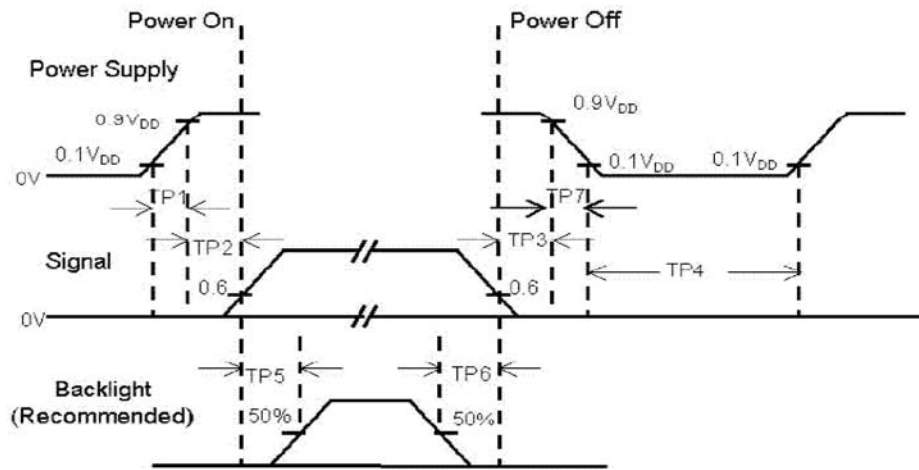 Power On
Power Off
Power Supply
0.9VDD
0.9VDD
0.1VDD
0.1VDD
0.1VDD
0V
TP1
TP7
TP2
TP3
TP4
Signal
0.6
0.6
0V
TP5
TP6
Backlight
(Recommended)
50%
50%